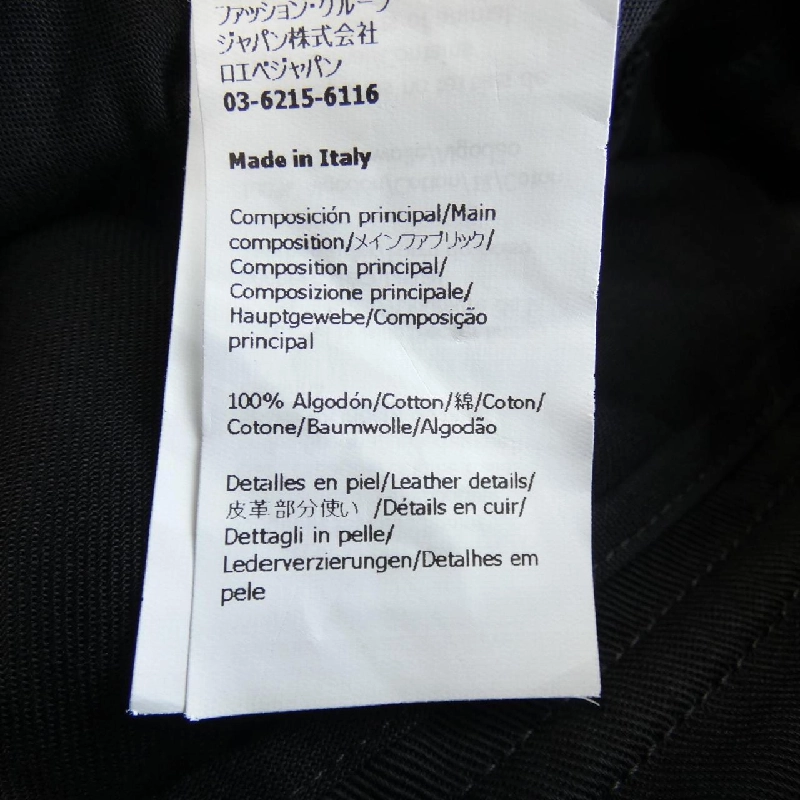 ファッション・グループ
ジャパン株式会社
ロエベジャパン
03-6215-6116
Made in Italy
Composición principal/Main
composition/メインファブリック/
Composition principal/
Composizione principale/
Hauptgewebe/Composição
principal
100% Algodón/Cotton/綿/Coton/
Cotone/Baumwolle/Algodão
Detalles en piel/Leather details/
皮革部分使い /Détails en cuir/
Dettagli in pelle/
Lederverzierungen/Detalhes em
pele